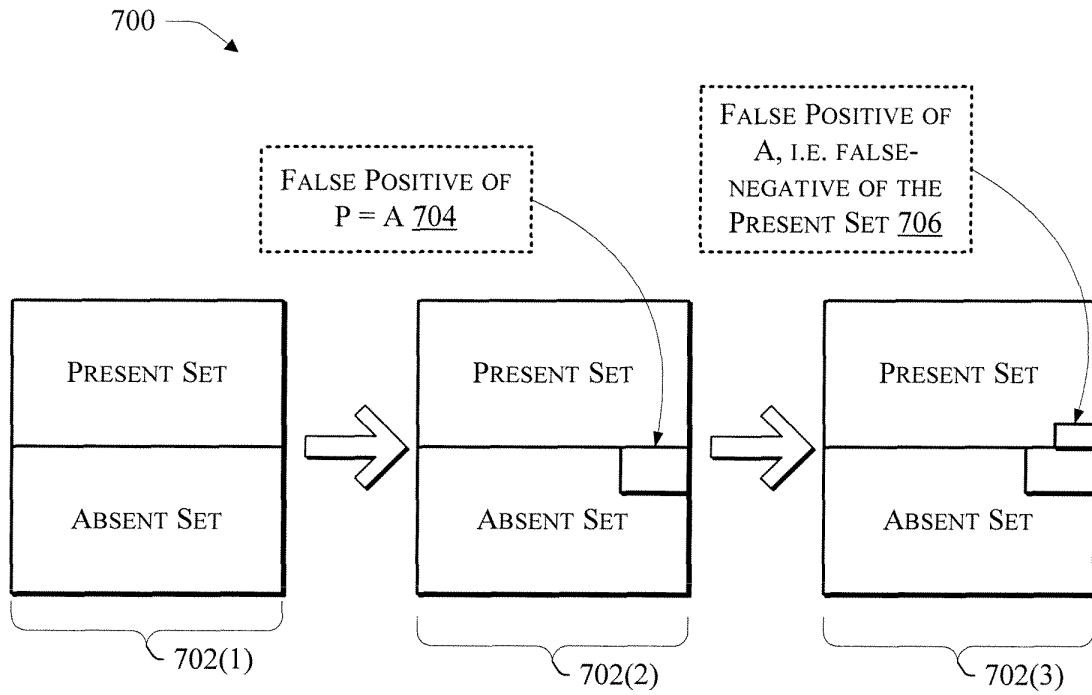 700
FALSE POSITIVE OF
P = A 704
FALSE POSITIVE OF
A, I.E. FALSE-
NEGATIVE OF THE
PRESENT SET 706
PRESENT SET
ABSENT SET
PRESENT SET
ABSENT SET
PRESENT SET
ABSENT SET
702(1)
702(2)
702(3)